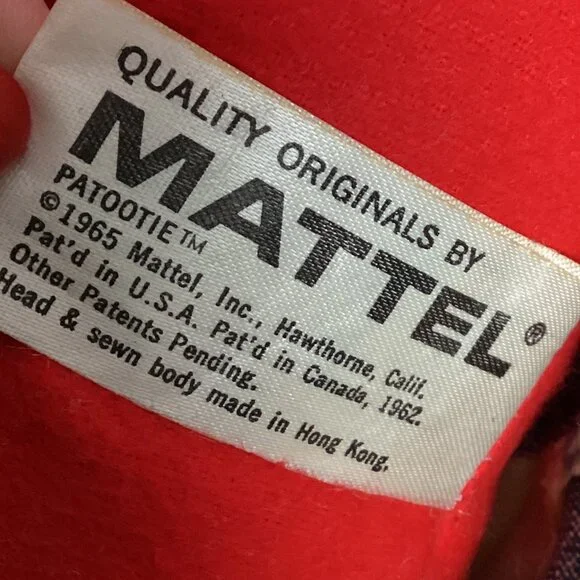 QUALITY ORIGINALS BY
MATTEL®
PATOOTIE™
©1965 Mattel, Inc., Hawthorne, Calif.
Pat'd in U.S.A. Pat'd in Canada, 1962.
Other Patents Pending.
Head & sewn body made in Hong Kong.